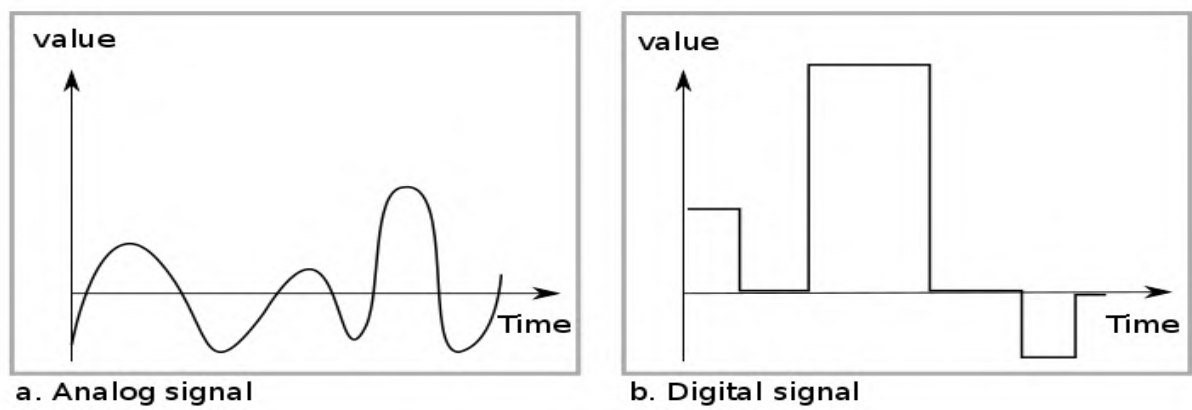 value
Time
a. Analog signal
value
Time
b. Digital signal